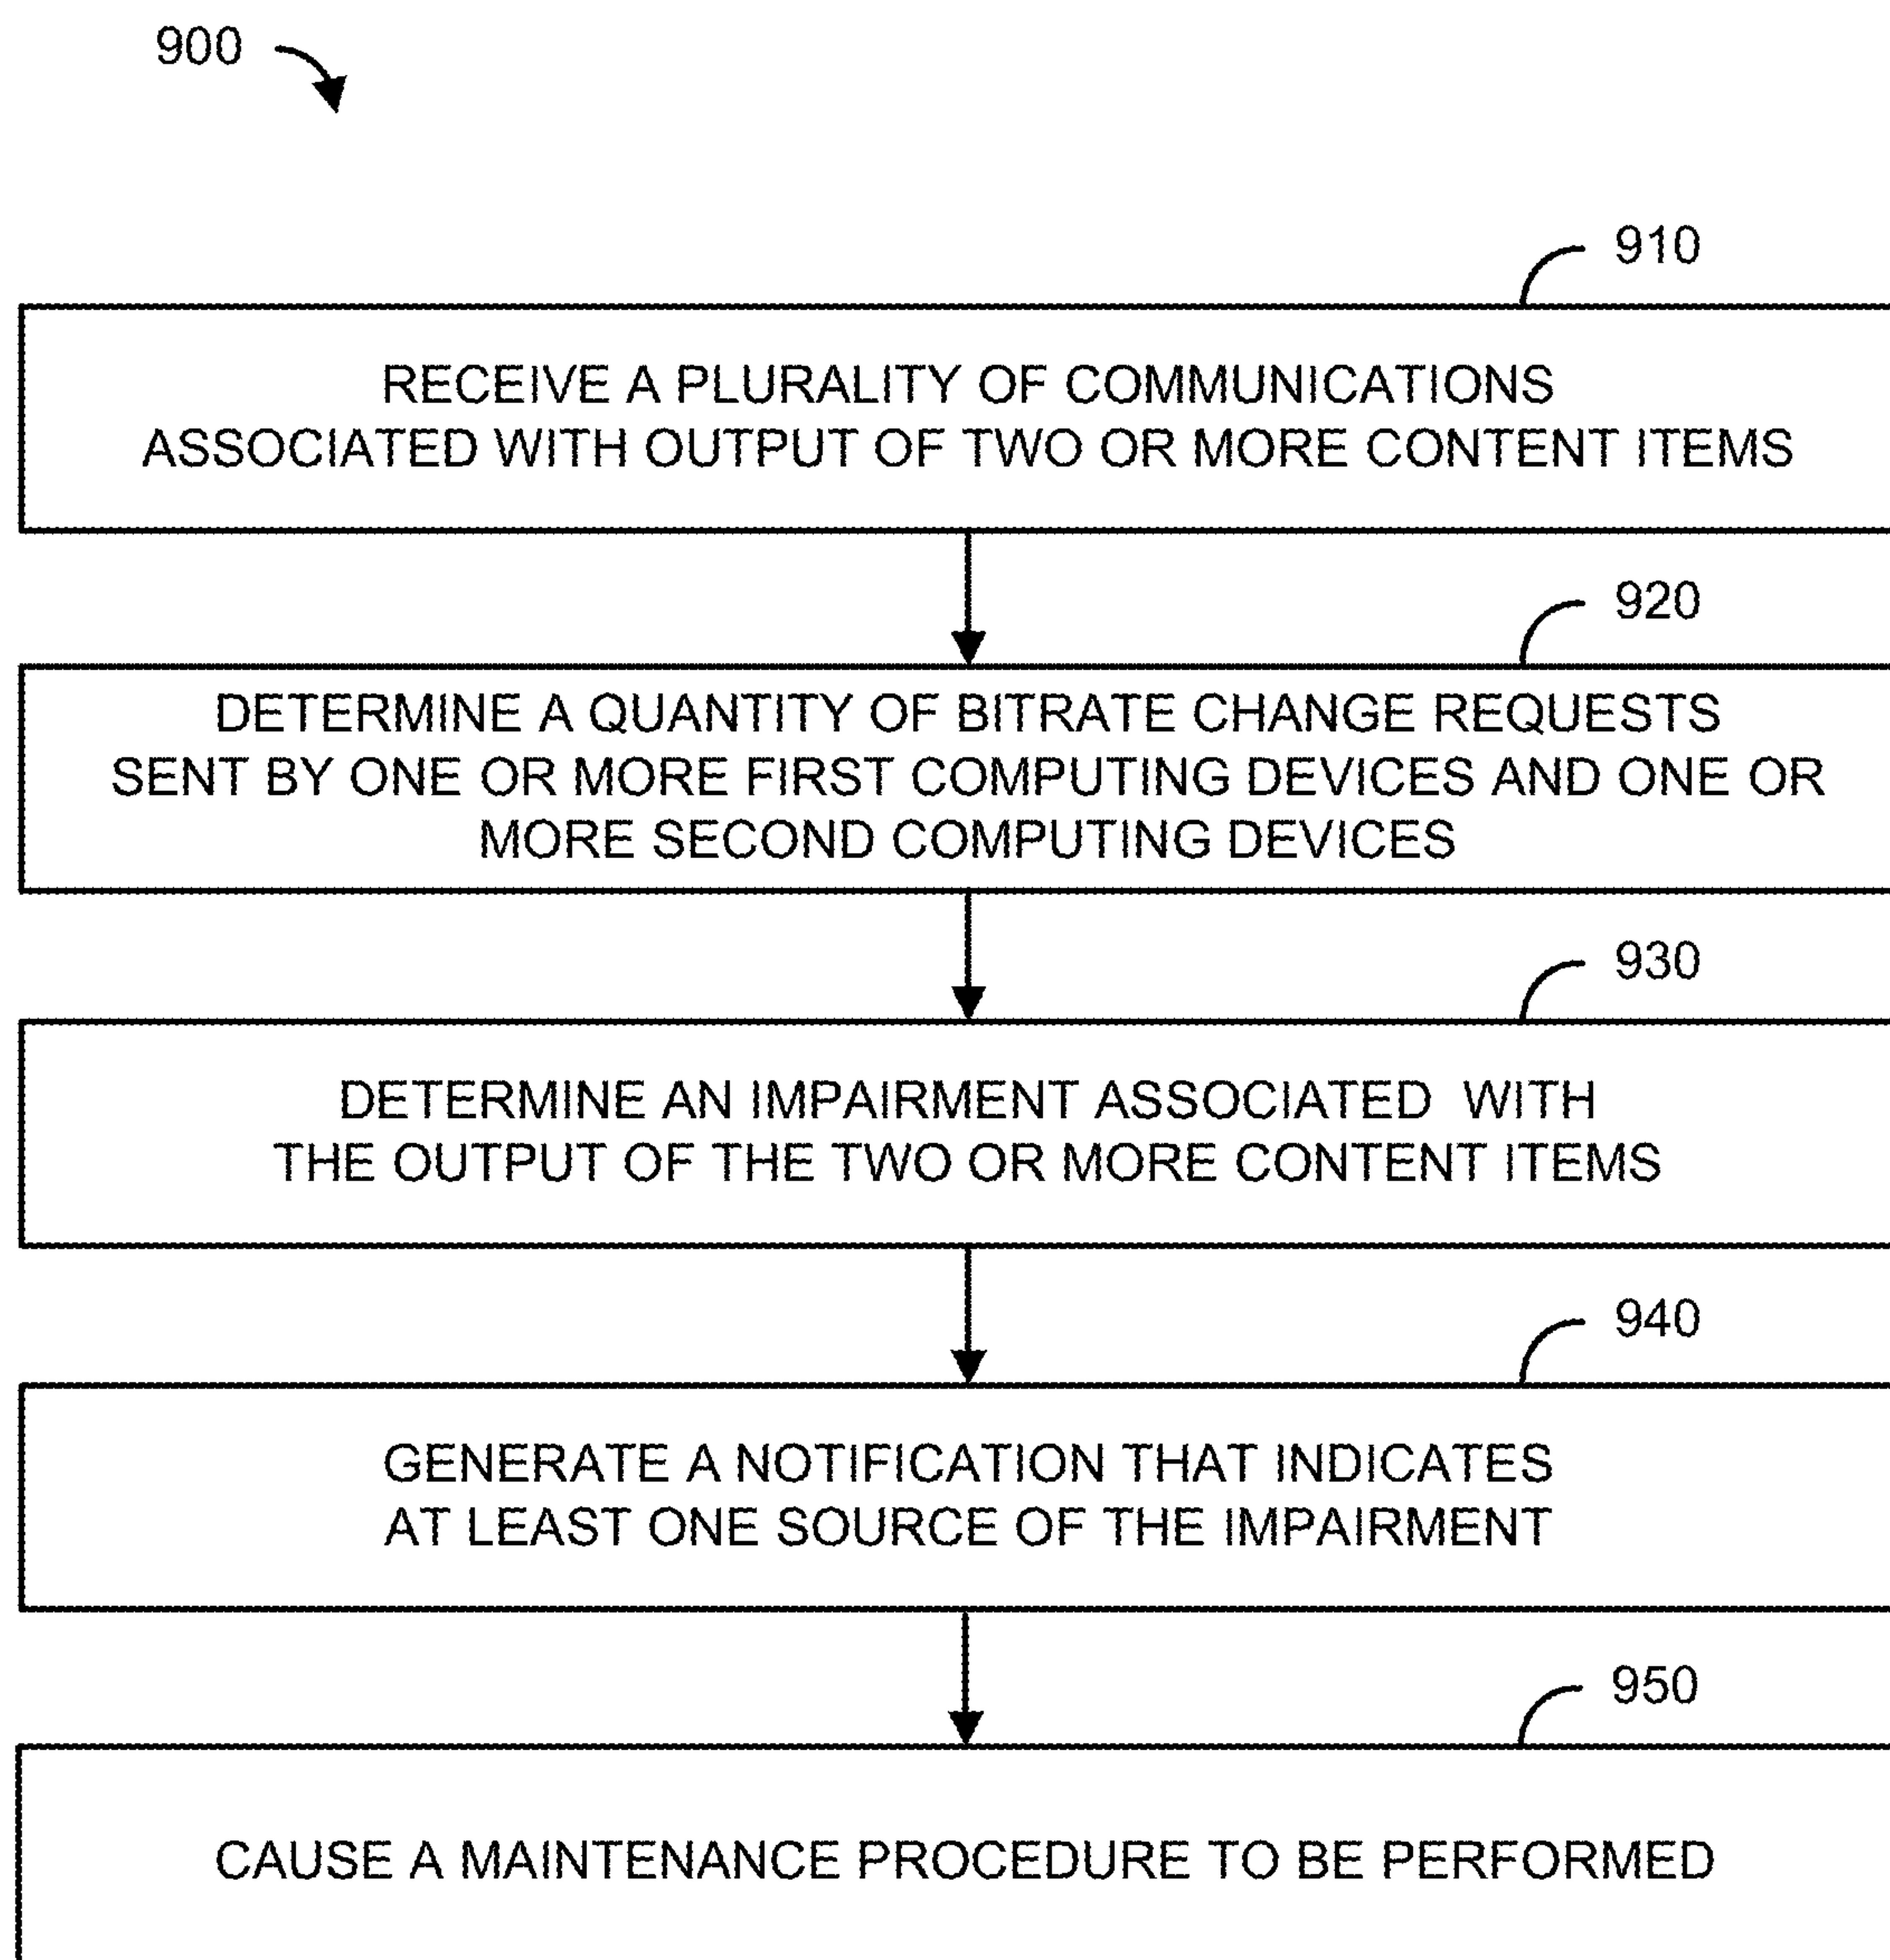 900
910
RECEIVE A PLURALITY OF COMMUNICATIONS
ASSOCIATED WITH OUTPUT OF TWO OR MORE CONTENT ITEMS
920
DETERMINE A QUANTITY OF BITRATE CHANGE REQUESTS
SENT BY ONE OR MORE FIRST COMPUTING DEVICES AND ONE OR
MORE SECOND COMPUTING DEVICES
930
DETERMINE AN IMPAIRMENT ASSOCIATED WITH
THE OUTPUT OF THE TWO OR MORE CONTENT ITEMS
940
GENERATE A NOTIFICATION THAT INDICATES
AT LEAST ONE SOURCE OF THE IMPAIRMENT
950
CAUSE A MAINTENANCE PROCEDURE TO BE PERFORMED